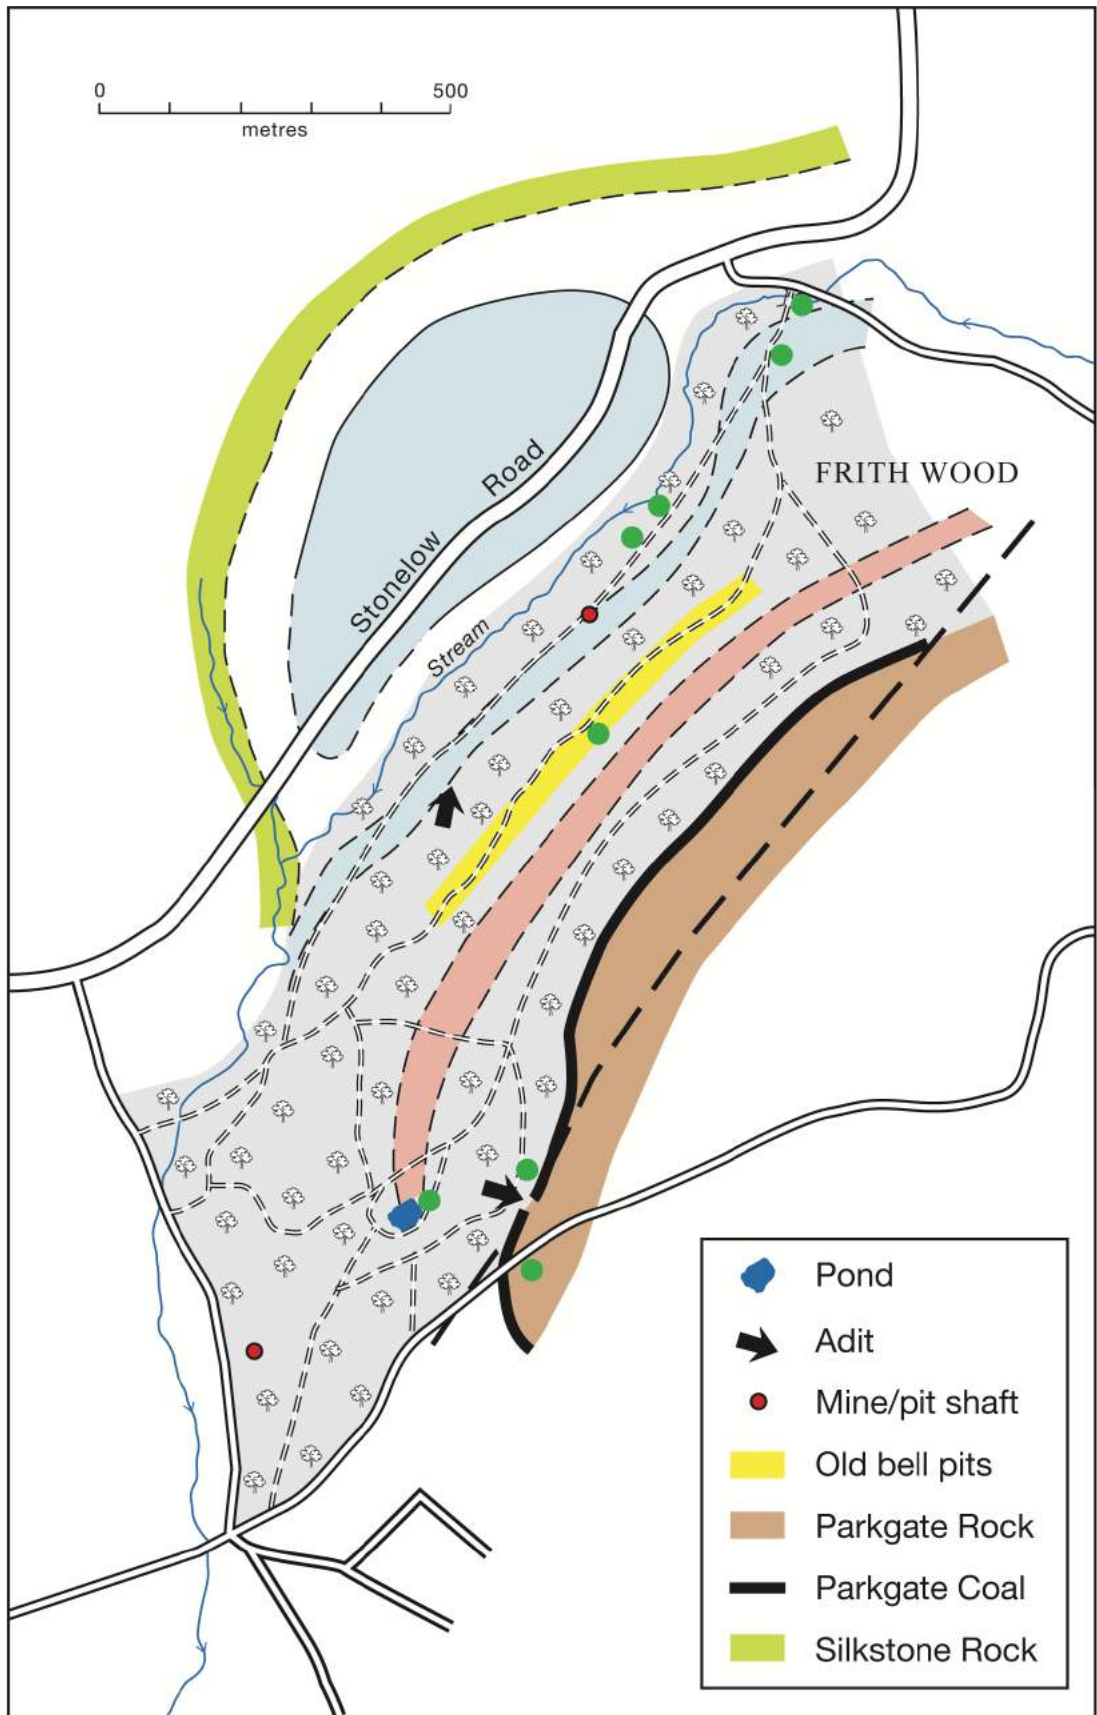 0 500
metres
Stonelow Road
FRITH WOOD
Stream
Pond
Adit
Mine/pit shaft
Old bell pits
Parkgate Rock
Parkgate Coal
Silkstone Rock